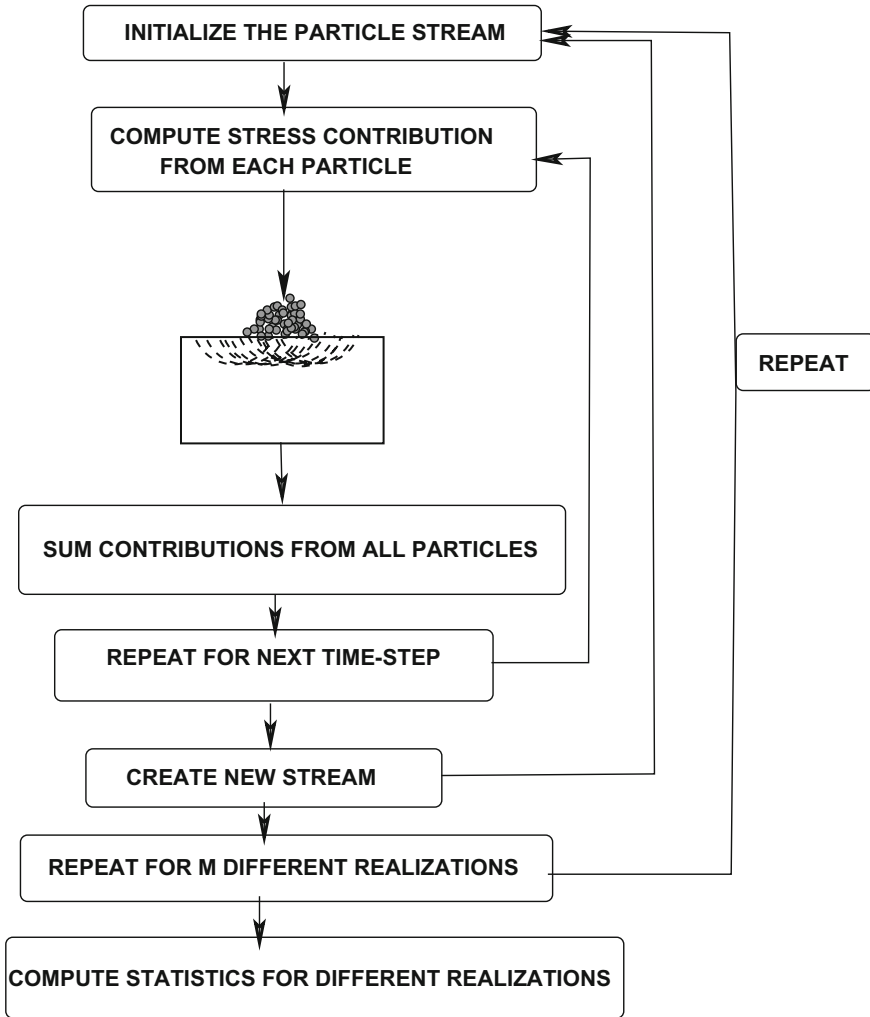 INITIALIZE THE PARTICLE STREAM
COMPUTE STRESS CONTRIBUTION
FROM EACH PARTICLE
REPEAT
SUM CONTRIBUTIONS FROM ALL PARTICLES
REPEAT FOR NEXT TIME-STEP
CREATE NEW STREAM
REPEAT FOR M DIFFERENT REALIZATIONS
COMPUTE STATISTICS FOR DIFFERENT REALIZATIONS